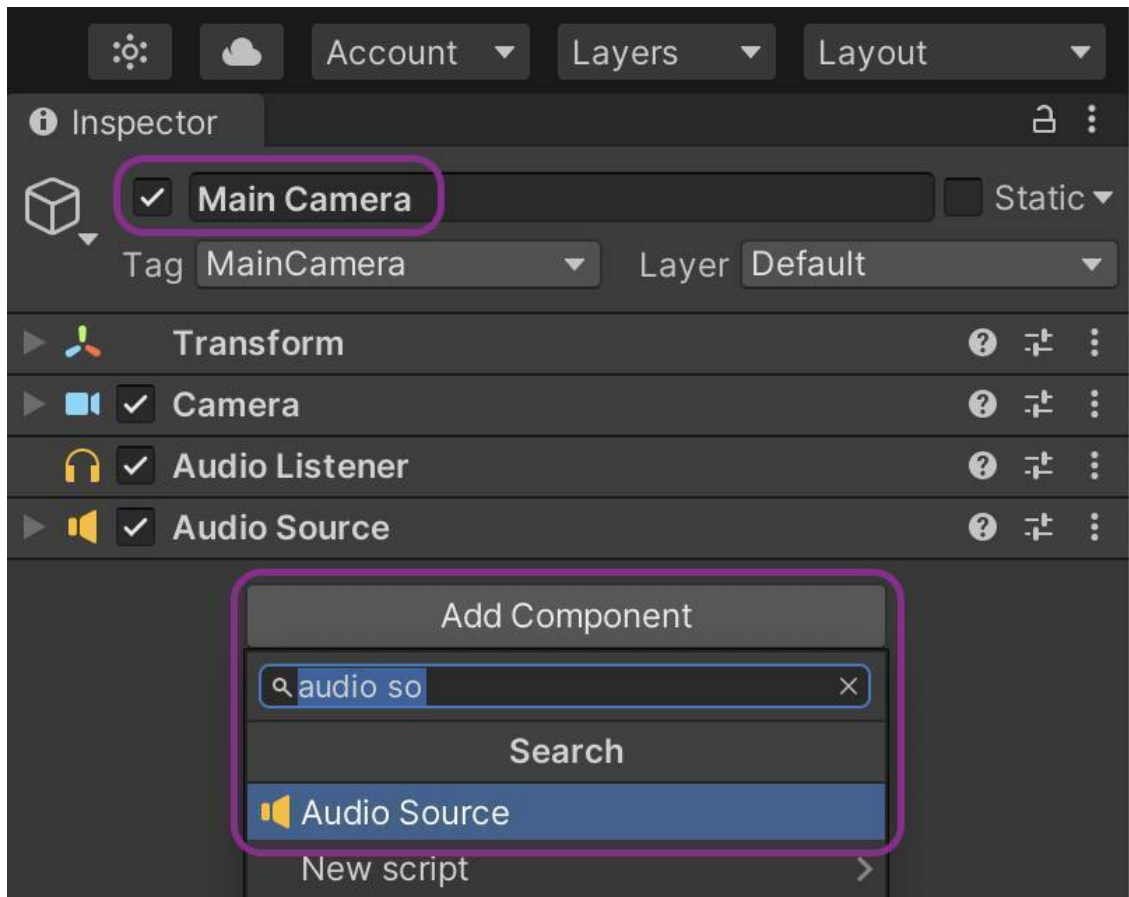 Account Layers Layout
Inspector
Main Camera Static
Tag MainCamera Layer Default
Transform
Camera
Audio Listener
Audio Source
Add Component
audio so
Search
Audio Source
New script